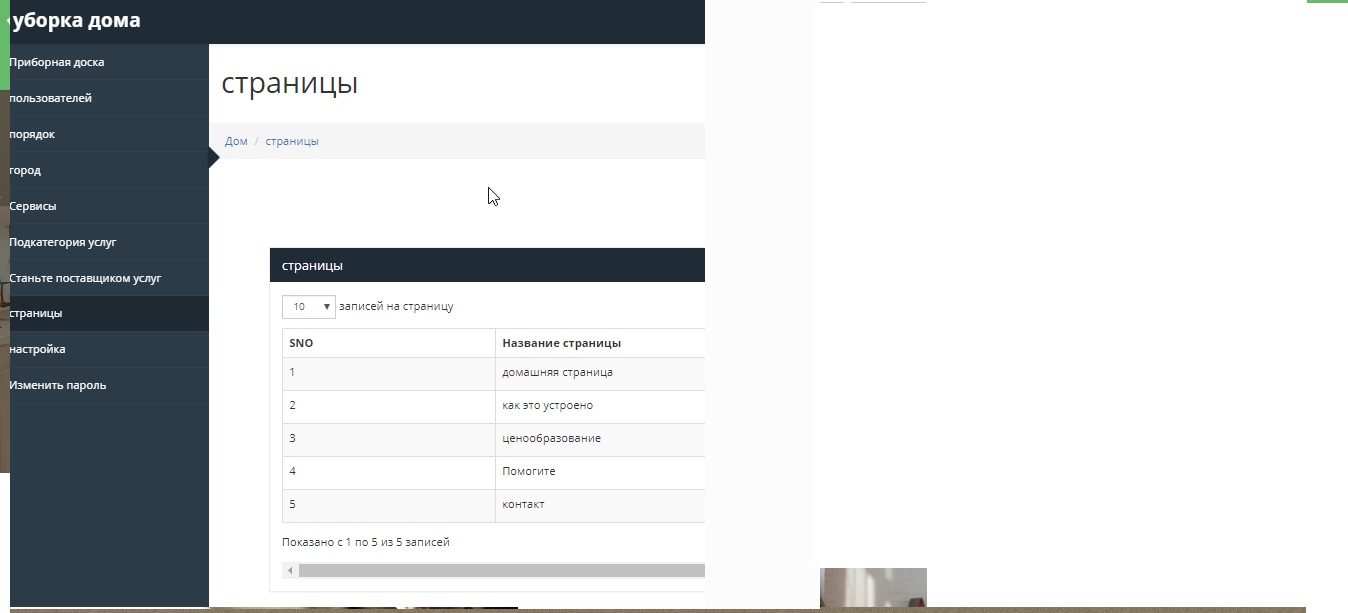 уборка дома
Приборная доска
пользователей
порядок
город
Сервисы
Подкатегория услуг
Станьте поставщиком услуг
страницы
настройка
Изменить пароль
страницы
Дом / страницы
страницы
10 записей на страницу
SNO Название страницы
1 домашняя страница
2 как это устроено
3 ценообразование
4 Помогите
5 контакт
Показано с 1 по 5 из 5 записей